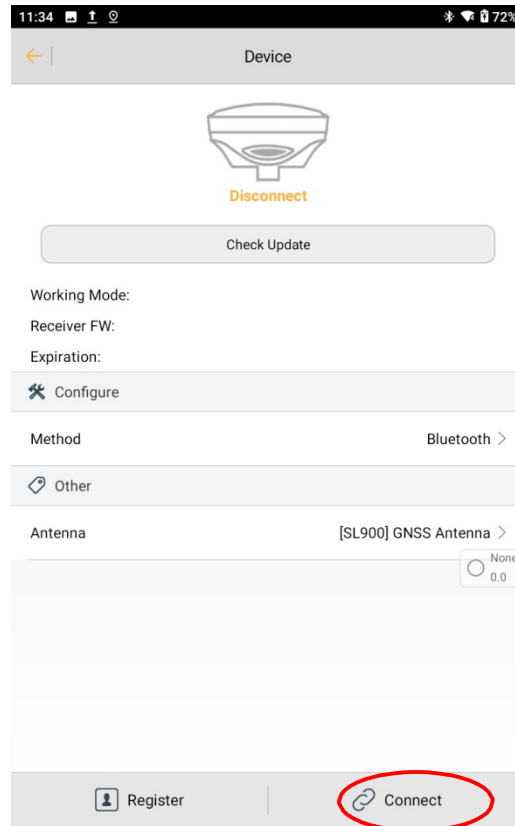 11:34 72%
Device
Disconnect
Check Update
Working Mode:
Receiver FW:
Expiration:
Configure
Method Bluetooth >
Other
Antenna [SL900] GNSS Antenna >
None
0.0
Register Connect